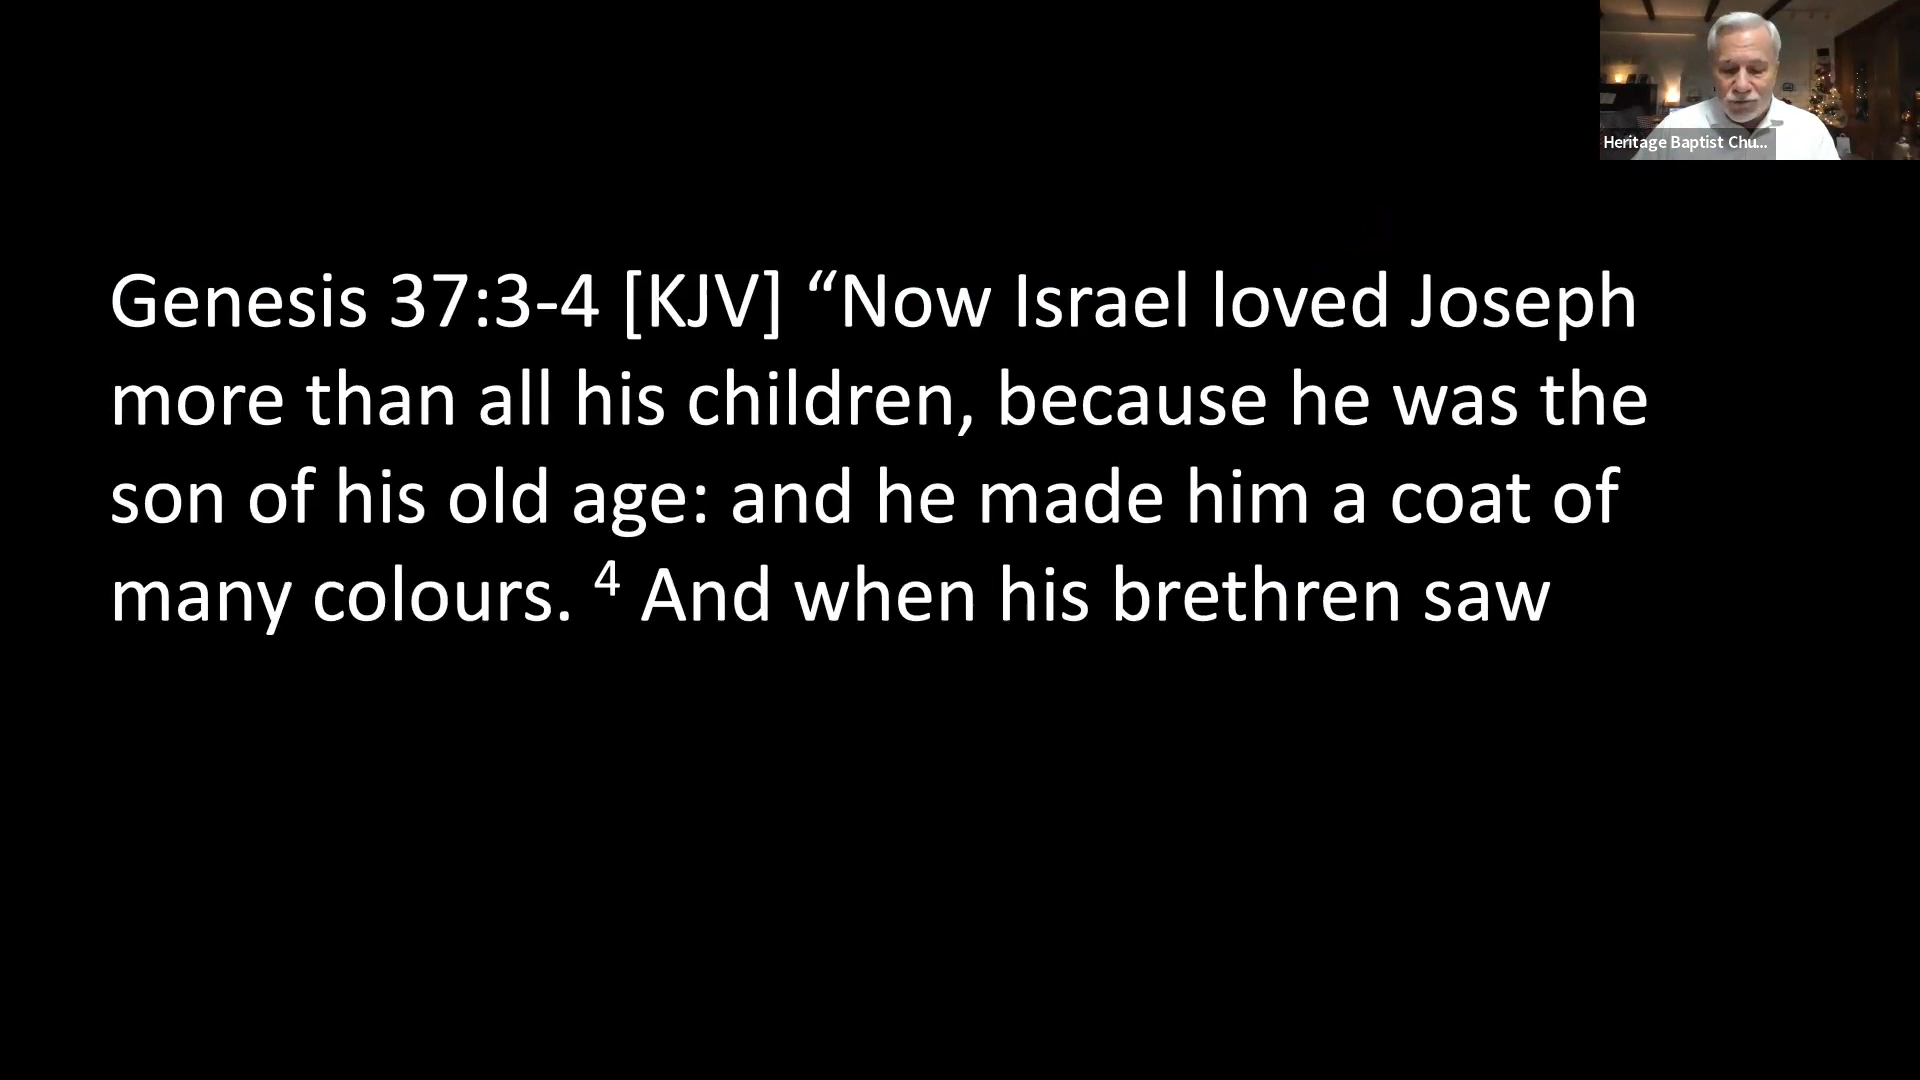 Heritage Baptist Chu...
Genesis 37:3-4 [KJV] “Now Israel loved Joseph
more than all his children, because he was the
son of his old age: and he made him a coat of
many colours. ⁴ And when his brethren saw